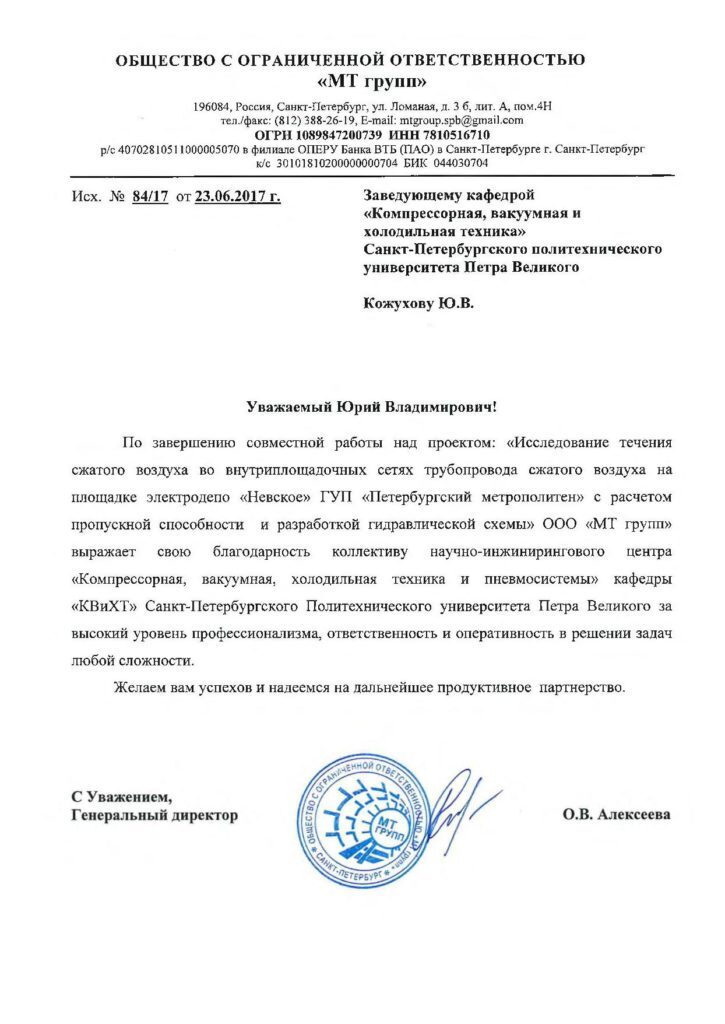 ОБЩЕСТВО С ОГРАНИЧЕННОЙ ОТВЕТСТВЕННОСТЬЮ
«МТ групп»
196084, Россия, Санкт-Петербург, ул. Ломаная, д. 3 б, лит. А, пом.4Н
тел./факс: (812) 388-26-19, E-mail: mtgroup.spb@gmail.com
ОГРН 1089847200739 ИНН 7810516710
р/с 40702810511000005070 в филиале ОПЕРУ Банка ВТБ (ПАО) в Санкт-Петербурге г. Санкт-Петербург
к/с 30101810200000000704 БИК 044030704
Исх. № 84/17 от 23.06.2017 г.
Заведующему кафедрой
«Компрессорная, вакуумная и
холодильная техника»
Санкт-Петербургского политехнического
университета Петра Великого
Кожухову Ю.В.
Уважаемый Юрий Владимирович!
По завершению совместной работы над проектом: «Исследование течения
сжатого воздуха во внутриплощадочных сетях трубопровода сжатого воздуха на
площадке электродепо «Невское» ГУП «Петербургский метрополитен» с расчетом
пропускной способности и разработкой гидравлической схемы» ООО «МТ групп»
выражает свою благодарность коллективу научно-инжинирингового центра
«Компрессорная, вакуумная, холодильная техника и пневмосистемы» кафедры
«КВиХТ» Санкт-Петербургского Политехнического университета Петра Великого за
высокий уровень профессионализма, ответственность и оперативность в решении задач
любой сложности.
Желаем вам успехов и надеемся на дальнейшее продуктивное партнерство.
С Уважением,
Генеральный директор
О.В. Алексеева
ОБЩЕСТВО С ОГРАНИЧЕННОЙ ОТВЕТСТВЕННОСТЬЮ «МТ групп»
САНКТ-ПЕТЕРБУРГ
МТ
ГРУПП